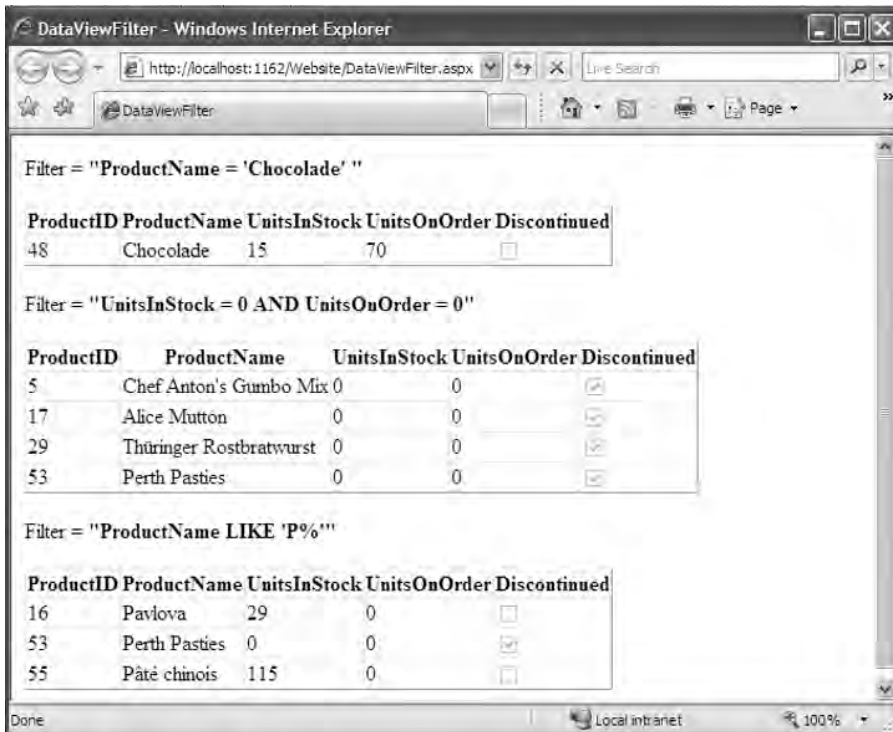 DataViewFilter - Windows Internet Explorer
http://localhost:1162/Website/DataViewFilter.aspx
Live Search
DataViewFilter
Page
Filter = "ProductName = 'Chocolade' "
ProductID ProductName UnitsInStock UnitsOnOrder Discontinued
48 Chocolade 15 70
Filter = "UnitsInStock = 0 AND UnitsOnOrder = 0"
ProductID ProductName UnitsInStock UnitsOnOrder Discontinued
5 Chef Anton's Gumbo Mix 0 0
17 Alice Mutton 0 0
29 Thüringer Rostbratwurst 0 0
53 Perth Pasties 0 0
Filter = "ProductName LIKE 'P%'"
ProductID ProductName UnitsInStock UnitsOnOrder Discontinued
16 Pavlova 29 0
53 Perth Pasties 0 0
55 Pâté chinois 115 0
Done
Local intranet
100%